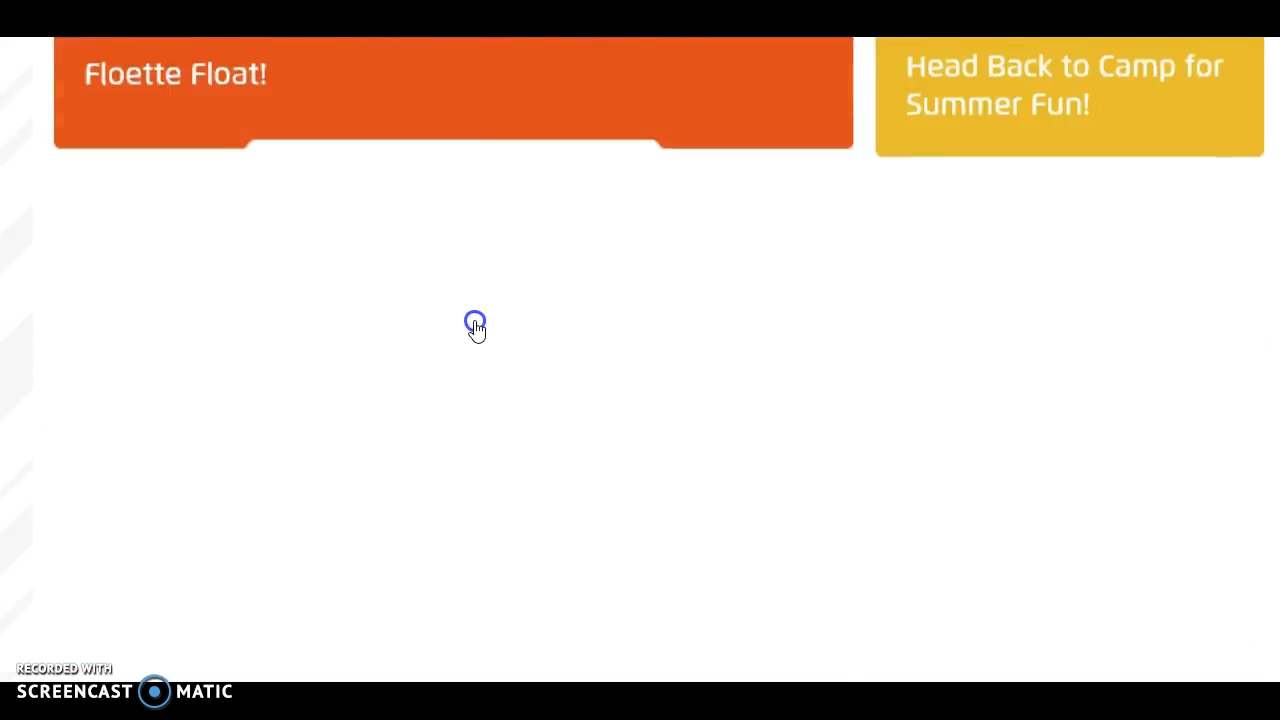 Floette Float!
Head Back to Camp for
Summer Fun!
RECORDED WITH
SCREENCAST MATIC